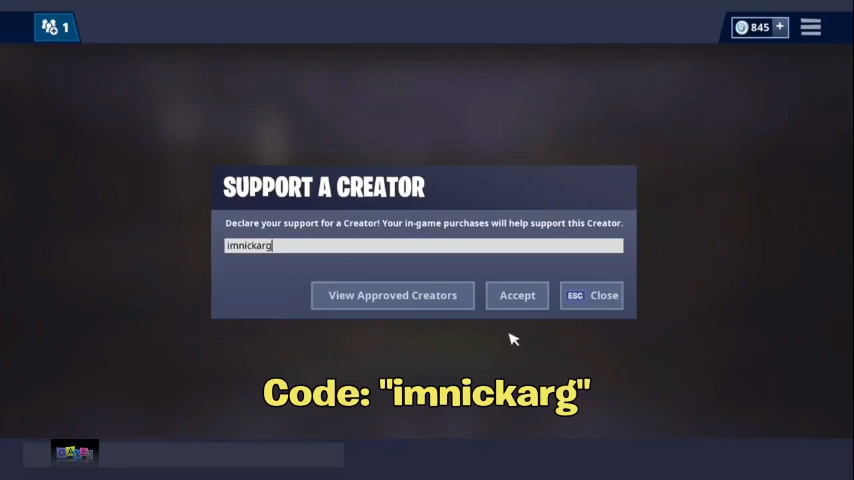 1
845 +
SUPPORT A CREATOR
Declare your support for a Creator! Your in-game purchases will help support this Creator.
imnickarg
View Approved Creators
Accept
ESC Close
Code: "imnickarg"